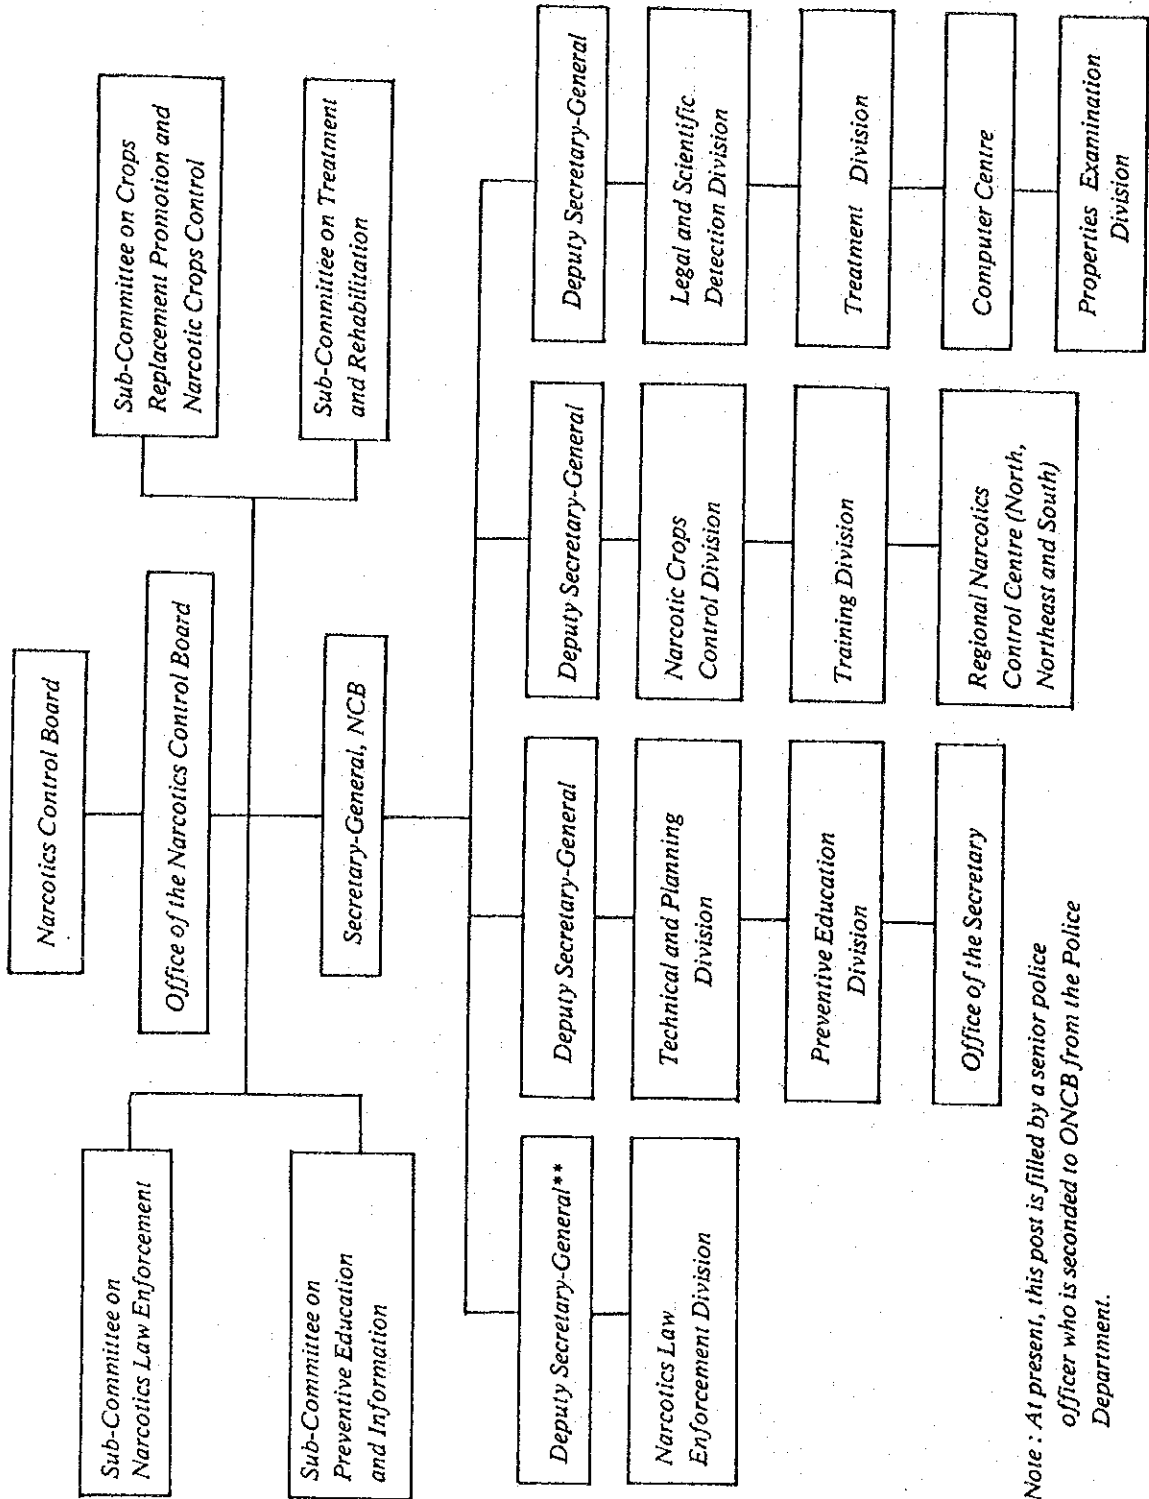 Narcotics Control Board
Office of the Narcotics Control Board
Sub-Committee on
Narcotics Law Enforcement
Sub-Committee on Crops
Replacement Promotion and
Narcotic Crops Control
Sub-Committee on
Preventive Education
and Information
Secretary-General, NCB
Sub-Committee on Treatment
and Rehabilitation
Deputy Secretary-General**
Narcotics Law
Enforcement Division
Deputy Secretary-General
Technical and Planning
Division
Preventive Education
Division
Office of the Secretary
Deputy Secretary-General
Narcotic Crops
Control Division
Training Division
Regional Narcotics
Control Centre (North,
Northeast and South)
Deputy Secretary-General
Legal and Scientific
Detection Division
Treatment Division
Computer Centre
Properties Examination
Division
Note : At present, this post is filled by a senior police
officer who is seconded to ONCB from the Police
Department.